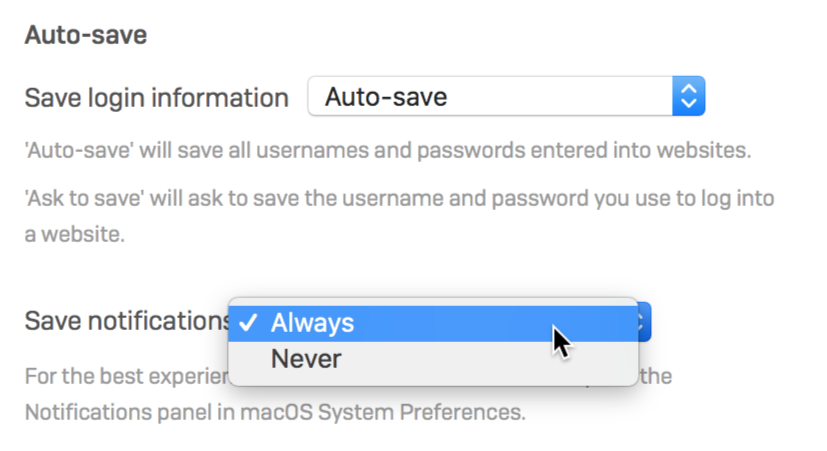 Auto-save
Save login information Auto-save
'Auto-save' will save all usernames and passwords entered into websites.
'Ask to save' will ask to save the username and password you use to log into
a website.
Save notifications ✓ Always
Never
For the best the
Notifications panel in macOS System Preferences.